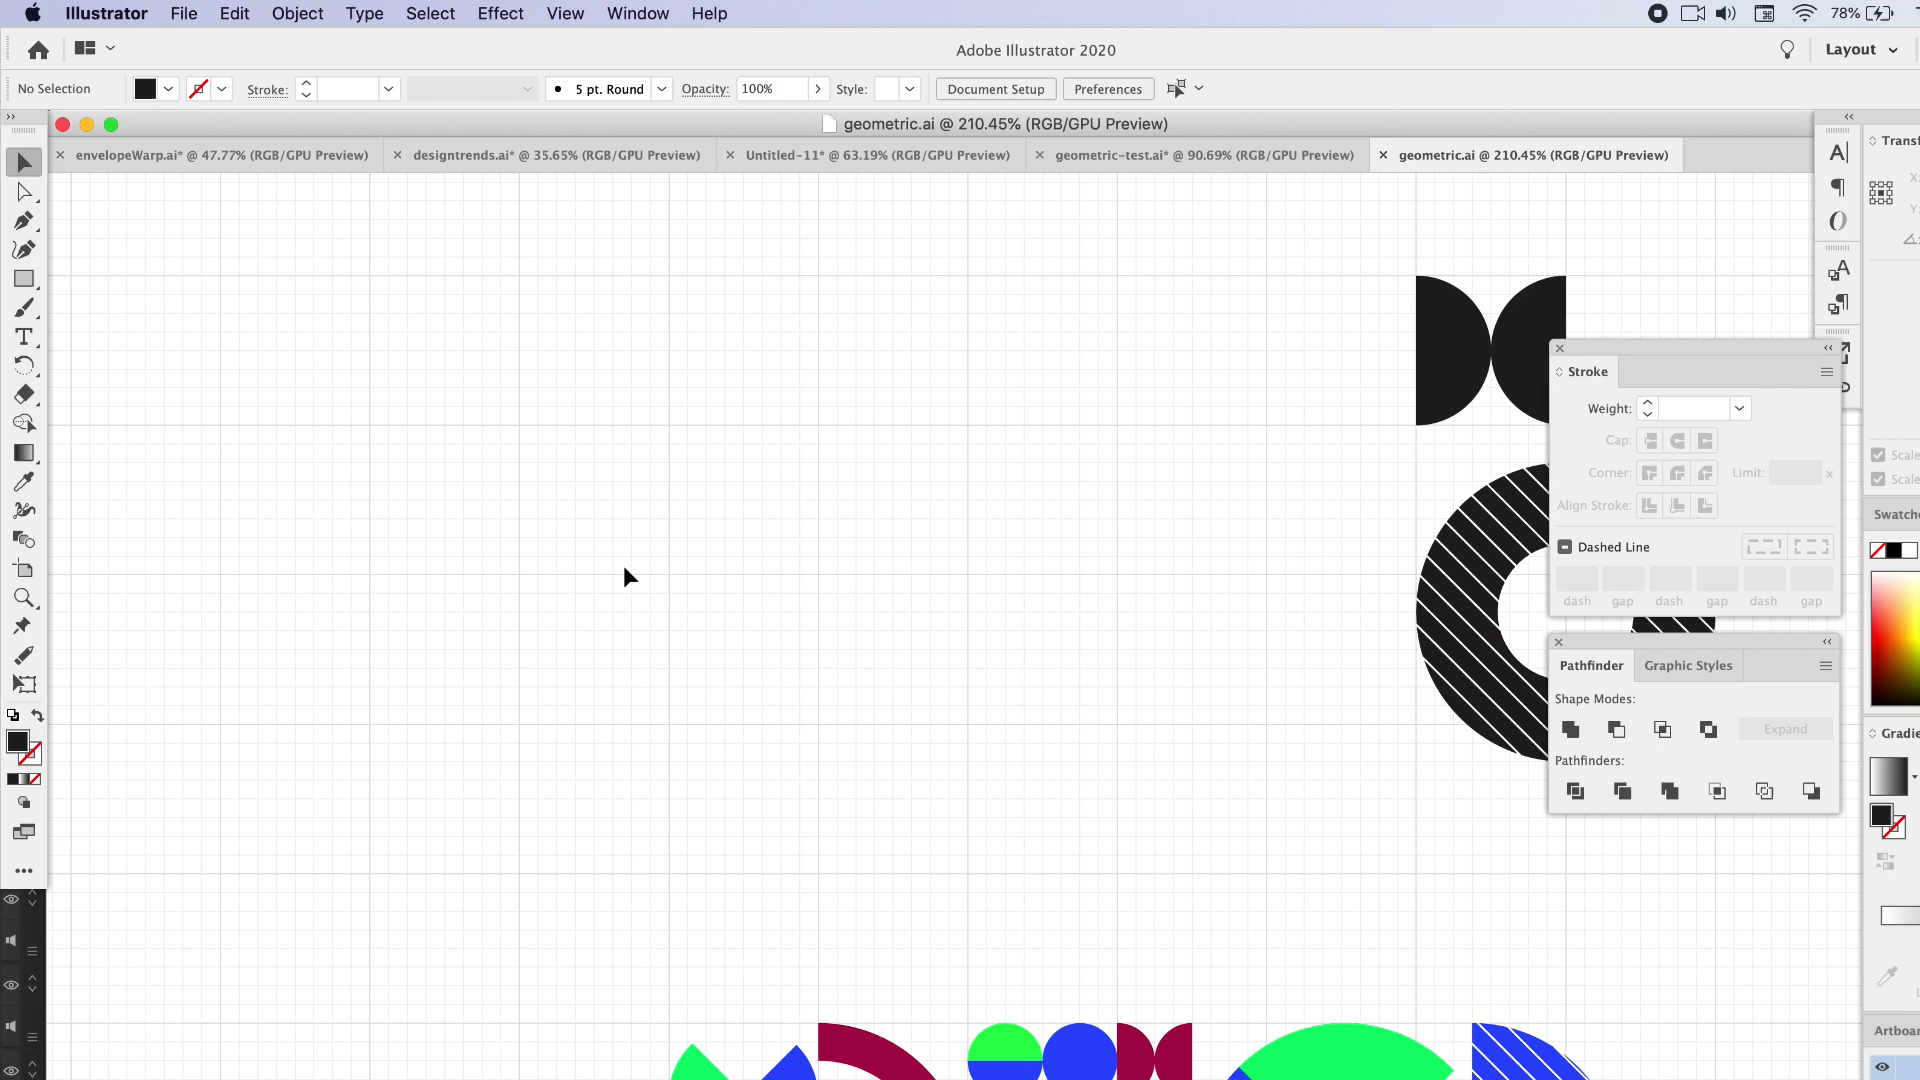 Illustrator File Edit Object Type Select Effect View Window Help 78%
Adobe Illustrator 2020 Layout
No Selection Stroke: 5 pt. Round Opacity: 100% Style: Document Setup Preferences
geometric.ai @ 210.45% (RGB/GPU Preview)
envelopeWarp.ai* @ 47.77% (RGB/GPU Preview) designtrends.ai* @ 35.65% (RGB/GPU Preview) Untitled-11* @ 63.19% (RGB/GPU Preview) geometric-test.ai* @ 90.69% (RGB/GPU Preview) geometric.ai @ 210.45% (RGB/GPU Preview)
Transf
X:
Y:
Stroke
Weight:
Cap:
Corner: Limit: x
Align Stroke:
Dashed Line
dash gap dash gap dash gap
Pathfinder Graphic Styles
Shape Modes:
Expand
Pathfinders:
Scale
Scale
Swatche
Gradie
Artboar